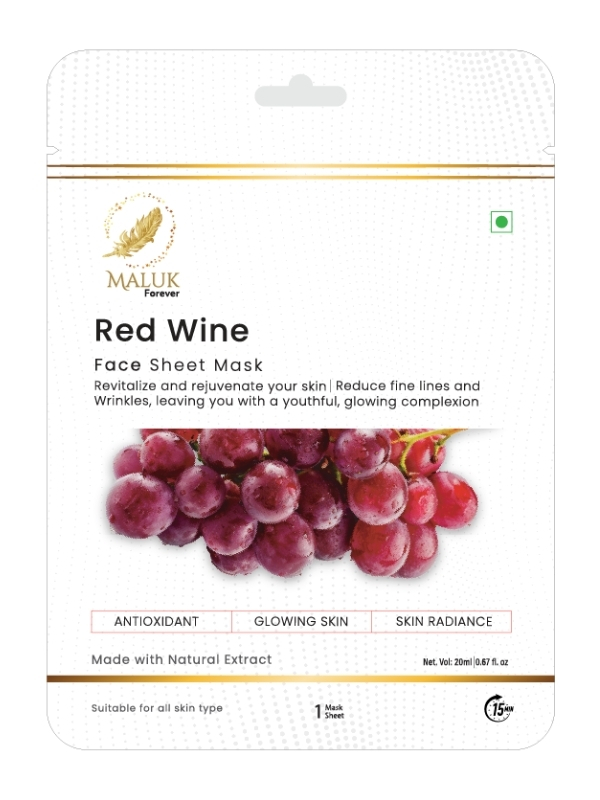 MALUK
Forever
Red Wine
Face Sheet Mask
Revitalize and rejuvenate your skin | Reduce fine lines and
Wrinkles, leaving you with a youthful, glowing complexion
ANTIOXIDANT
GLOWING SKIN
SKIN RADIANCE
Made with Natural Extract
Net. Vol: 20ml | 0.67 fl. oz
Suitable for all skin type
1 Mask
Sheet
15 MIN